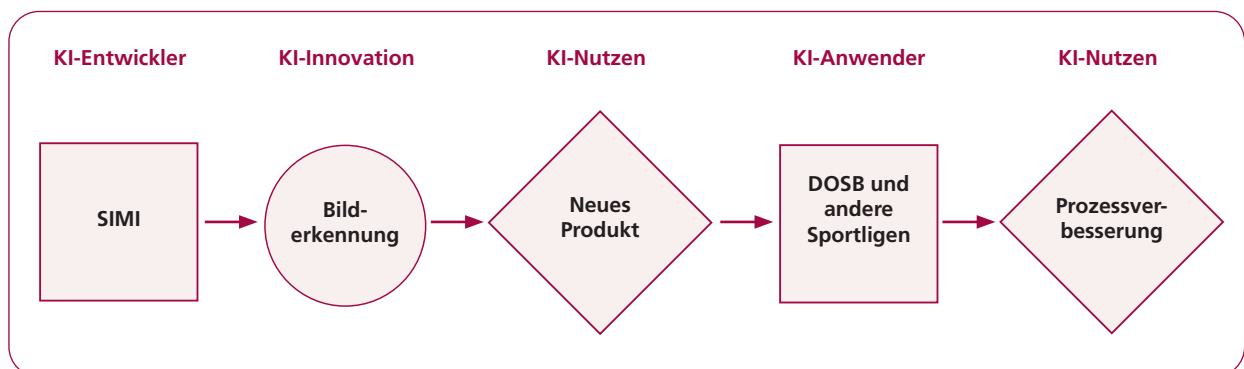 KI-Entwickler
KI-Innovation
KI-Nutzen
KI-Anwender
KI-Nutzen
SIMI
Bild-
erkennung
Neues
Produkt
DOSB und
andere
Sportligen
Prozessver-
besserung